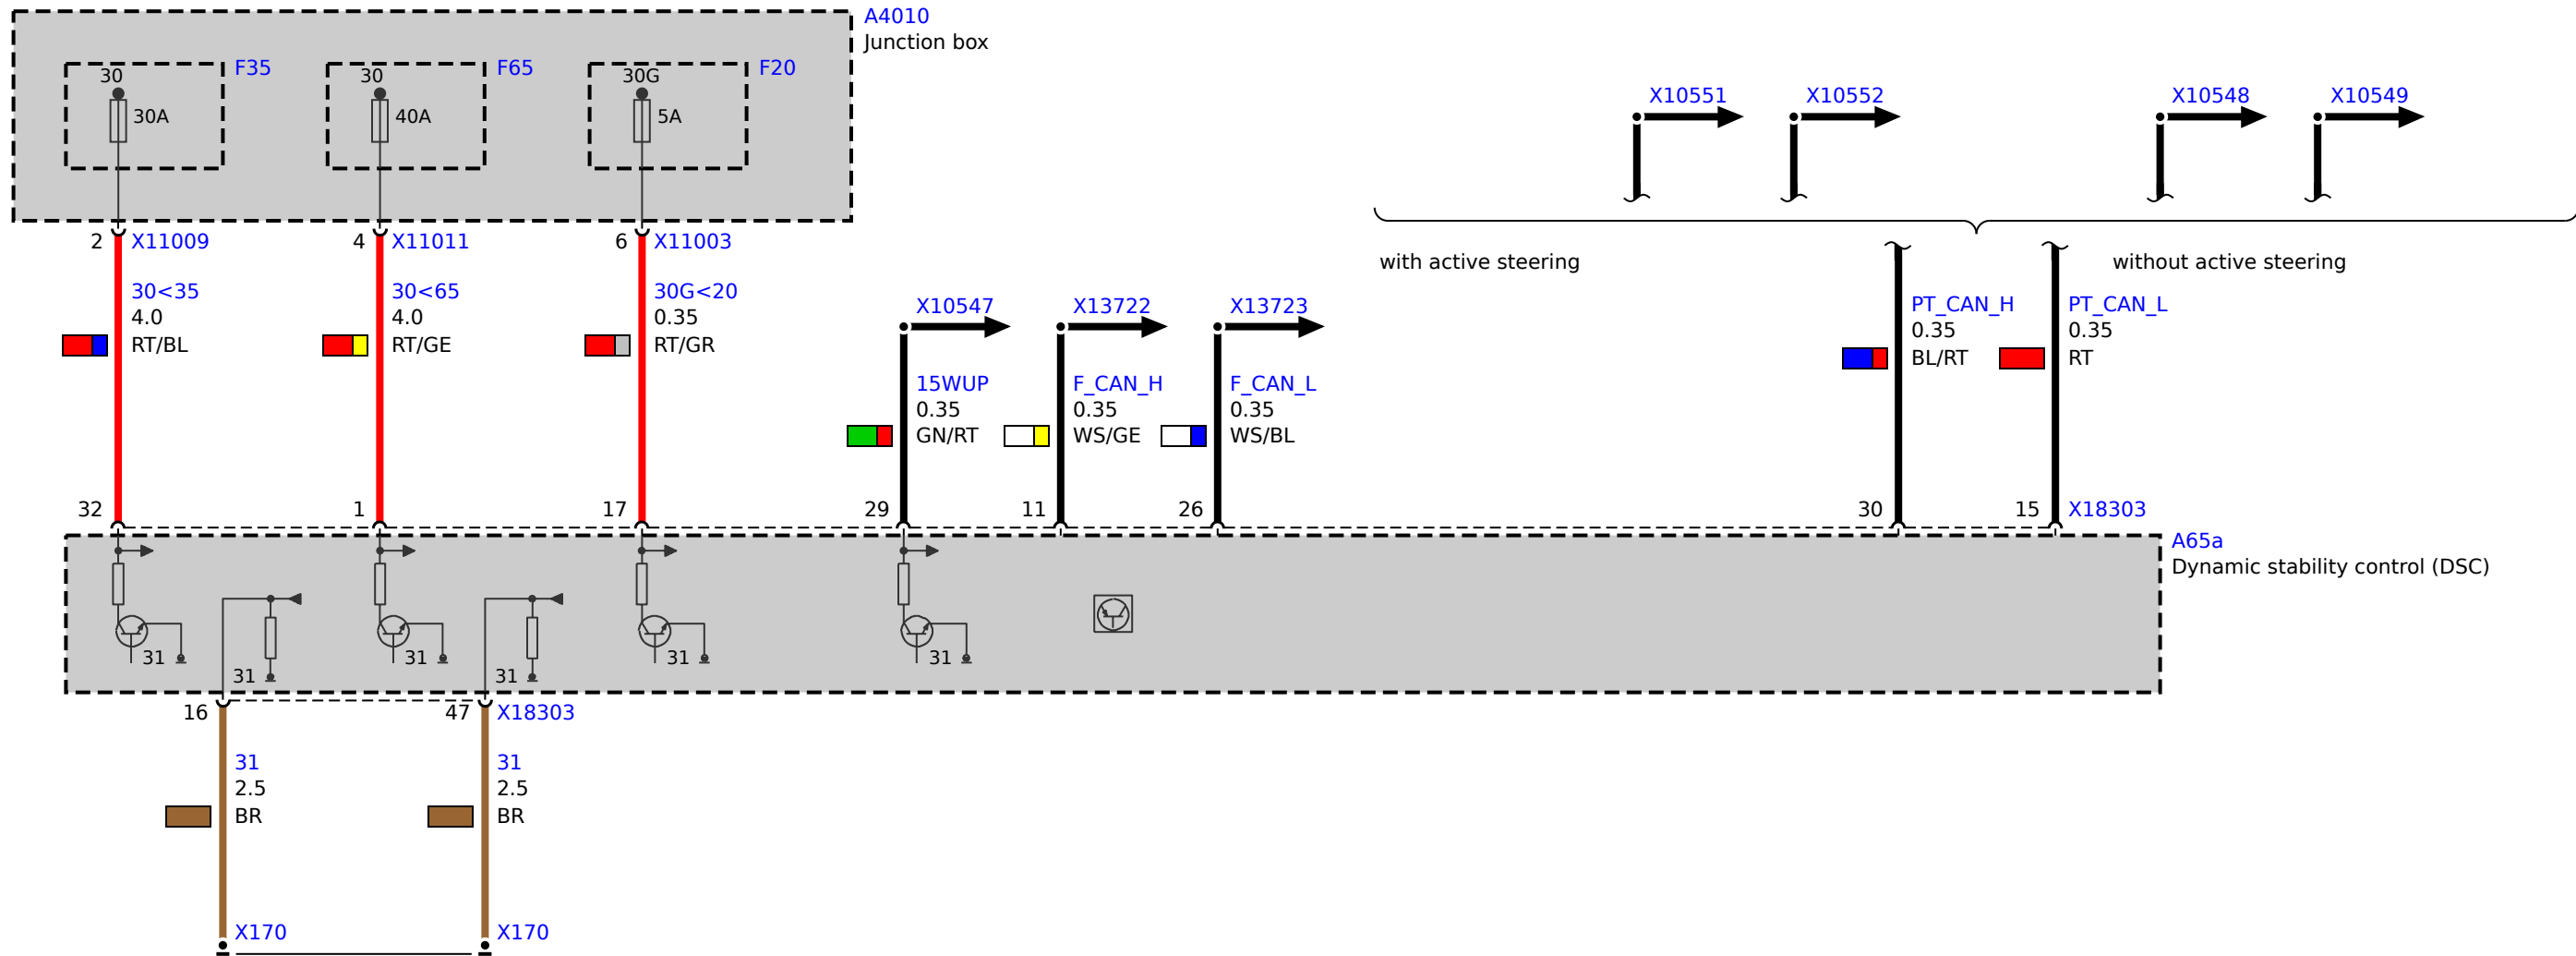 A4010
Junction box
30
F35
30
F65
30G
F20
30A
40A
5A
X10551
X10552
X10548
X10549
2
X11009
4
X11011
6
X11003
with active steering
without active steering
30<35
4.0
RT/BL
30<65
4.0
RT/GE
30G<20
0.35
RT/GR
X10547
X13722
X13723
PT_CAN_H
0.35
BL/RT
PT_CAN_L
0.35
RT
15WUP
0.35
GN/RT
F_CAN_H
0.35
WS/GE
F_CAN_L
0.35
WS/BL
32
1
17
29
11
26
30
15
X18303
A65a
Dynamic stability control (DSC)
31
31
31
31
31
31
16
47
X18303
31
2.5
BR
31
2.5
BR
X170
X170